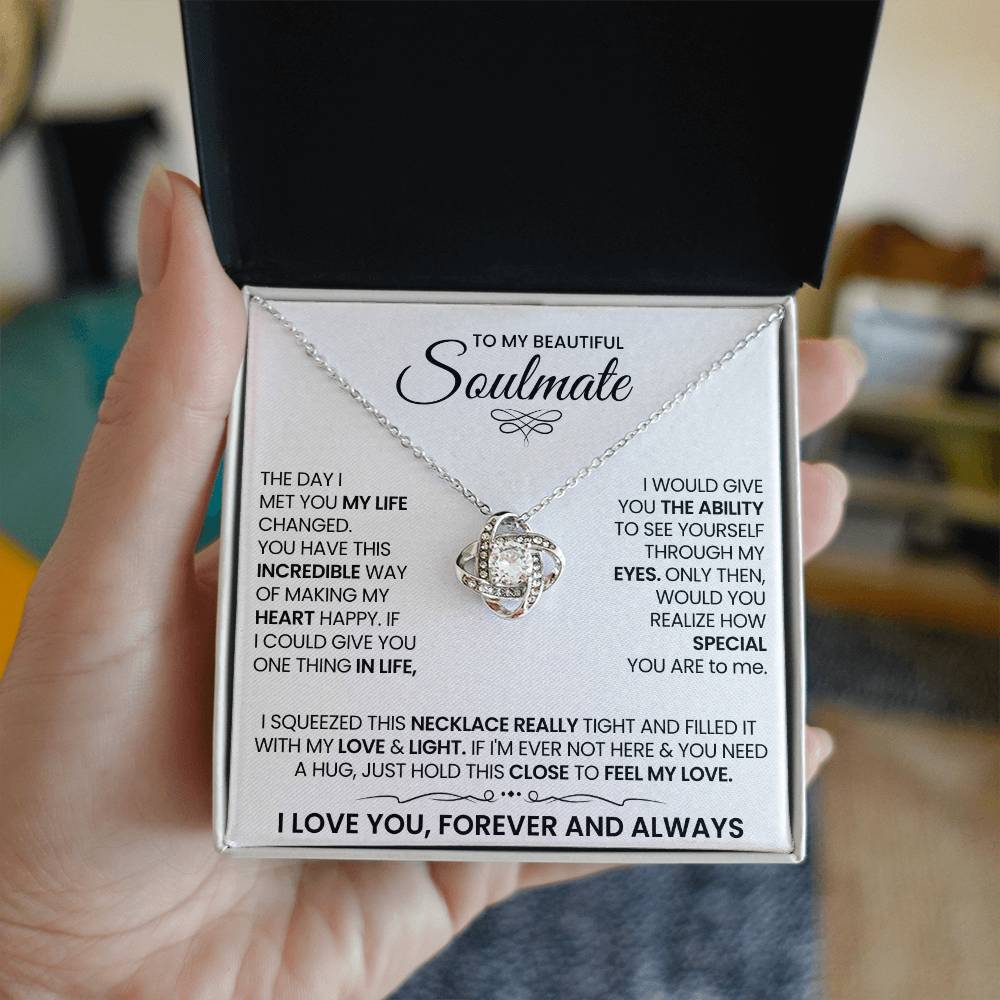 TO MY BEAUTIFUL
Soulmate
THE DAY I
MET YOU MY LIFE
CHANGED.
YOU HAVE THIS
INCREDIBLE WAY
OF MAKING MY
HEART HAPPY. IF
I COULD GIVE YOU
ONE THING IN LIFE,
I WOULD GIVE
YOU THE ABILITY
TO SEE YOURSELF
THROUGH MY
EYES. ONLY THEN,
WOULD YOU
REALIZE HOW
SPECIAL
YOU ARE to me.
I SQUEEZED THIS NECKLACE REALLY TIGHT AND FILLED IT
WITH MY LOVE & LIGHT. IF I'M EVER NOT HERE & YOU NEED
A HUG, JUST HOLD THIS CLOSE TO FEEL MY LOVE.
I LOVE YOU, FOREVER AND ALWAYS